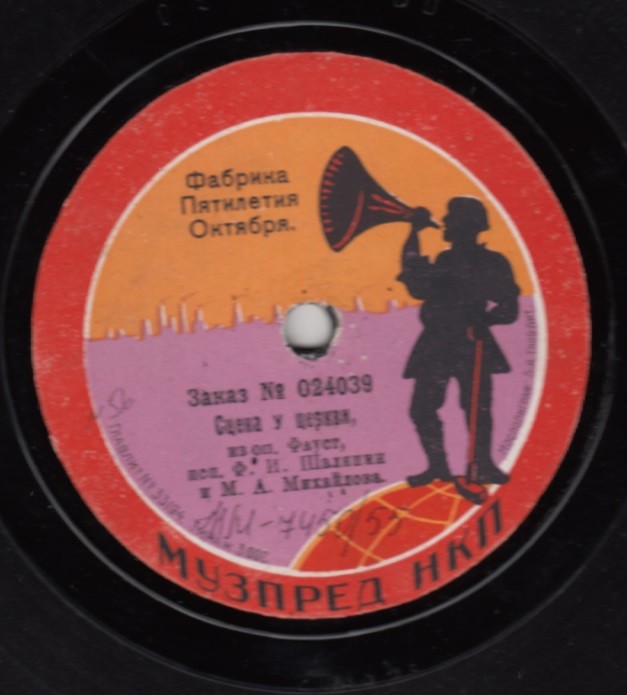 Фабрика
Пятилетия
Октября.
Заказ № 024039
Сцена у церкви,
из оп. Фауст,
исп. Ф. И. Шаляпин
и М. А. Михайлова.
МУЗПРЕД НКП